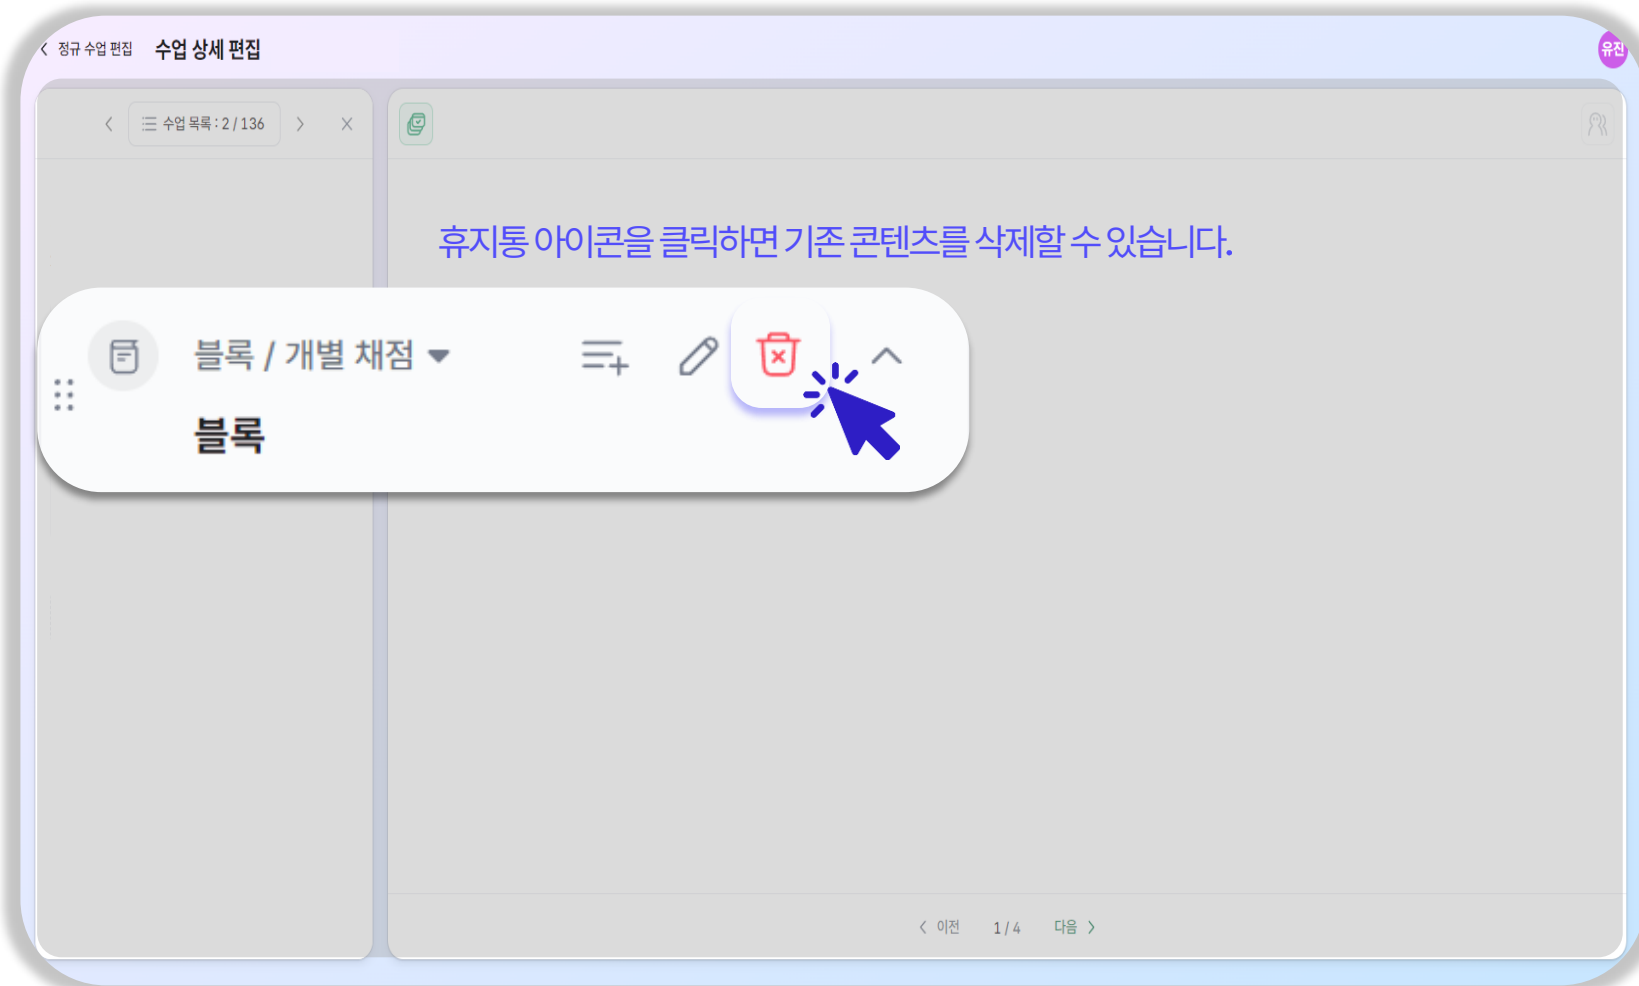 정규 수업 편집 수업 상세 편집
유진
수업 목록 : 2 / 136
휴지통 아이콘을 클릭하면 기존 콘텐츠를 삭제할 수 있습니다.
블록 / 개별 채점
블록
이전 1 / 4 다음